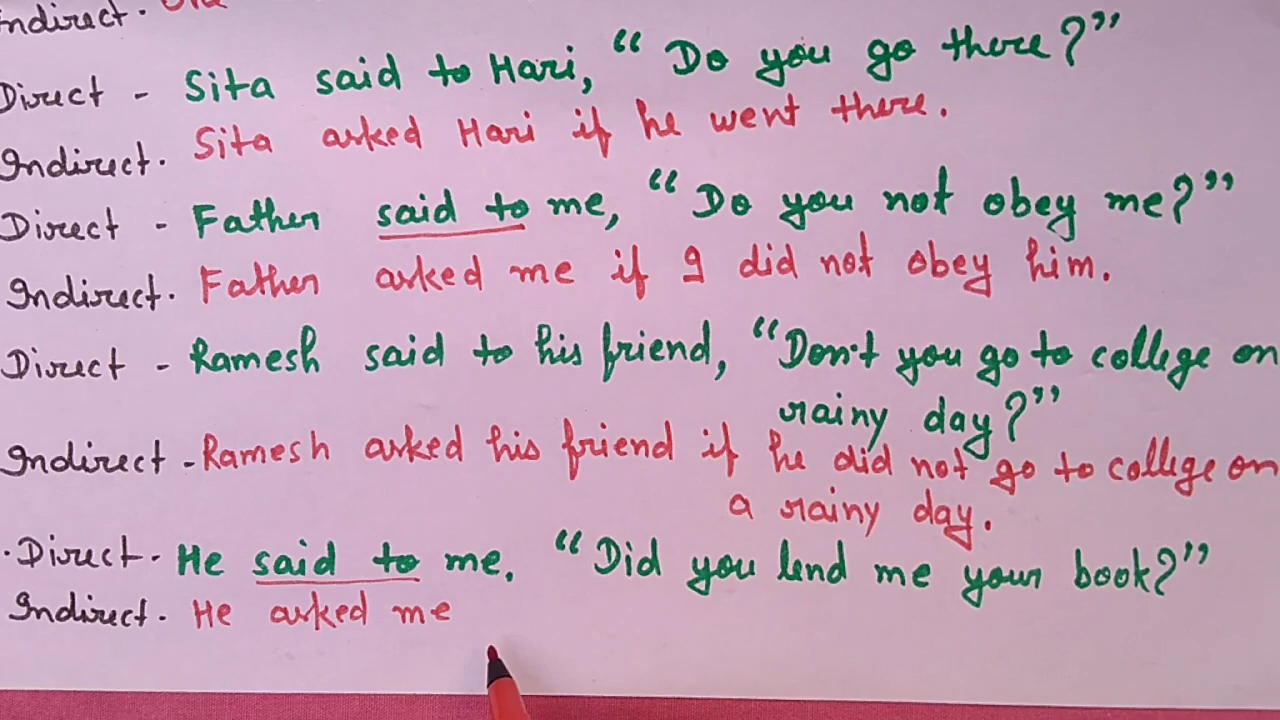 Indirect.
Direct - Sita said to Hari, "Do you go there?"
Indirect. Sita asked Hari if he went there.
Direct - Father said to me, "Do you not obey me?"
Indirect. Father asked me if I did not obey him.
Direct - Ramesh said to his friend, "Don't you go to college on
rainy day?"
Indirect - Ramesh asked his friend if he did not go to college on
a rainy day.
. Direct. He said to me, "Did you lend me your book?"
Indirect. He asked me